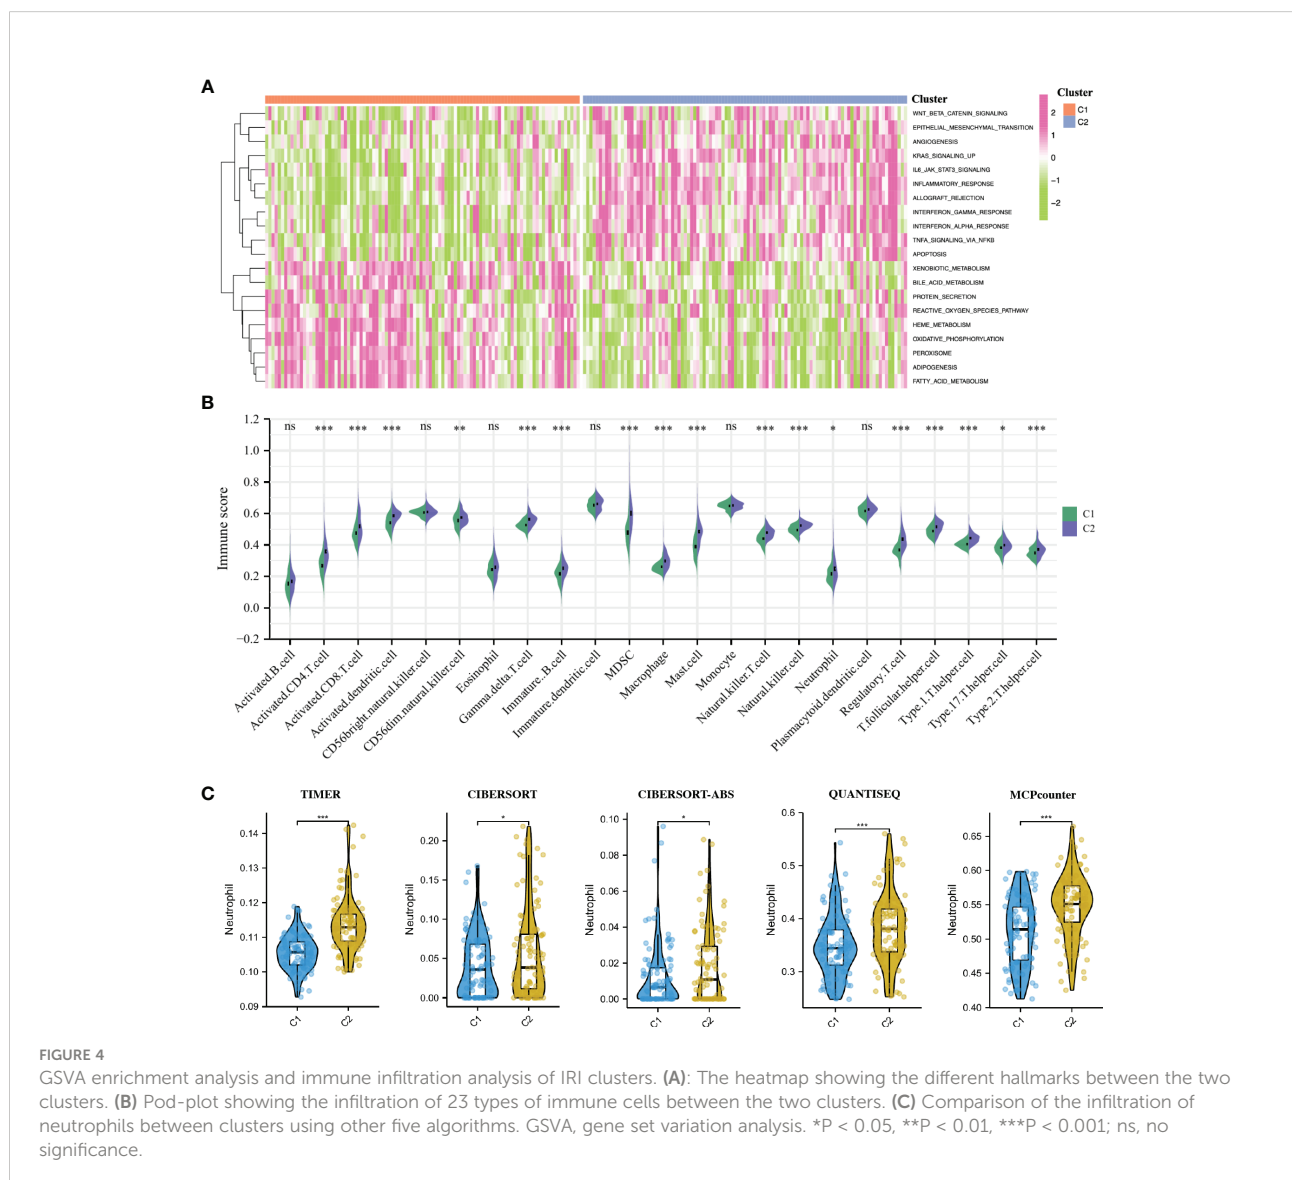 A
Cluster
WNT_BETA_CATENIN_SIGNALING
EPITHELIAL_MESENCHYMAL_TRANSITION
ANGIOGENESIS
KRAS_SIGNALING_UP
IL6_JAK_STAT3_SIGNALING
INFLAMMATORY_RESPONSE
ALLOGRAFT_REJECTION
INTERFERON_GAMMA_RESPONSE
INTERFERON_ALPHA_RESPONSE
TNFA_SIGNALING_VIA_NFKB
APOPTOSIS
XENOBIOTIC_METABOLISM
BILE_ACID_METABOLISM
PROTEIN_SECRETION
REACTIVE_OXYGEN_SPECIES_PATHWAY
HEME_METABOLISM
OXIDATIVE_PHOSPHORYLATION
PEROXISOME
ADIPOGENESIS
FATTY_ACID_METABOLISM
2
1
0
−1
−2
Cluster
C1
C2
B
Immune score
1.2
1.0
0.8
0.6
0.4
0.2
0.0
−0.2
ns *** *** *** ns ** ns *** *** ns *** *** *** ns *** *** * ns *** *** *** * ***
Activated.B.cell
Activated.CD4.T.cell
Activated.CD8.T.cell
Activated.dendritic.cell
CD56bright.natural.killer.cell
CD56dim.natural.killer.cell
Eosinophil
Gamma.delta.T.cell
Immature..B.cell
Immature.dendritic.cell
MDSC
Macrophage
Mast.cell
Monocyte
Natural.killer.T.cell
Natural.killer.cell
Neutrophil
Plasmacytoid.dendritic.cell
Regulatory.T.cell
T.follicular.helper.cell
Type.1.T.helper.cell
Type.17.T.helper.cell
Type.2.T.helper.cell
C1
C2
C
TIMER
***
Neutrophil
0.14
0.13
0.12
0.11
0.10
0.09
C1
C2
CIBERSORT
*
Neutrophil
0.20
0.15
0.10
0.05
0.00
C1
C2
CIBERSORT-ABS
*
Neutrophil
0.10
0.08
0.06
0.04
0.02
0.00
C1
C2
QUANTISEQ
***
Neutrophil
0.6
0.5
0.4
0.3
C1
C2
MCPcounter
***
Neutrophil
0.65
0.60
0.55
0.50
0.45
0.40
C1
C2
FIGURE 4
GSVA enrichment analysis and immune infiltration analysis of IRI clusters. (A): The heatmap showing the different hallmarks between the two
clusters. (B) Pod-plot showing the infiltration of 23 types of immune cells between the two clusters. (C) Comparison of the infiltration of
neutrophils between clusters using other five algorithms. GSVA, gene set variation analysis. *P < 0.05, **P < 0.01, ***P < 0.001; ns, no
significance.